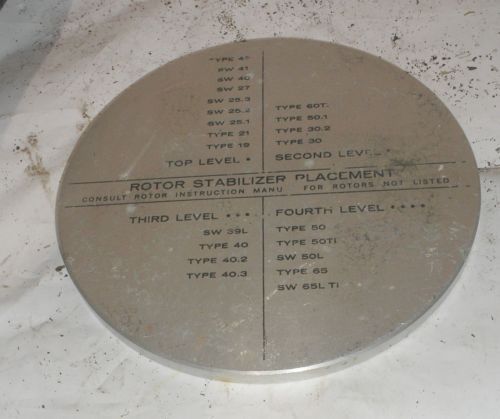 SW 41
SW 40
SW 27
SW 25.3
SW 25.2
SW 25.1
TYPE 21
TYPE 19
TOP LEVEL •
TYPE 60Ti
TYPE 50.1
TYPE 30.2
TYPE 30
SECOND LEVEL •
ROTOR STABILIZER PLACEMENT
CONSULT ROTOR INSTRUCTION MANU FOR ROTORS NOT LISTED
THIRD LEVEL • • •
SW 39L
TYPE 40
TYPE 40.2
TYPE 40.3
FOURTH LEVEL • • • •
TYPE 50
TYPE 50Ti
SW 50L
TYPE 65
SW 65L Ti